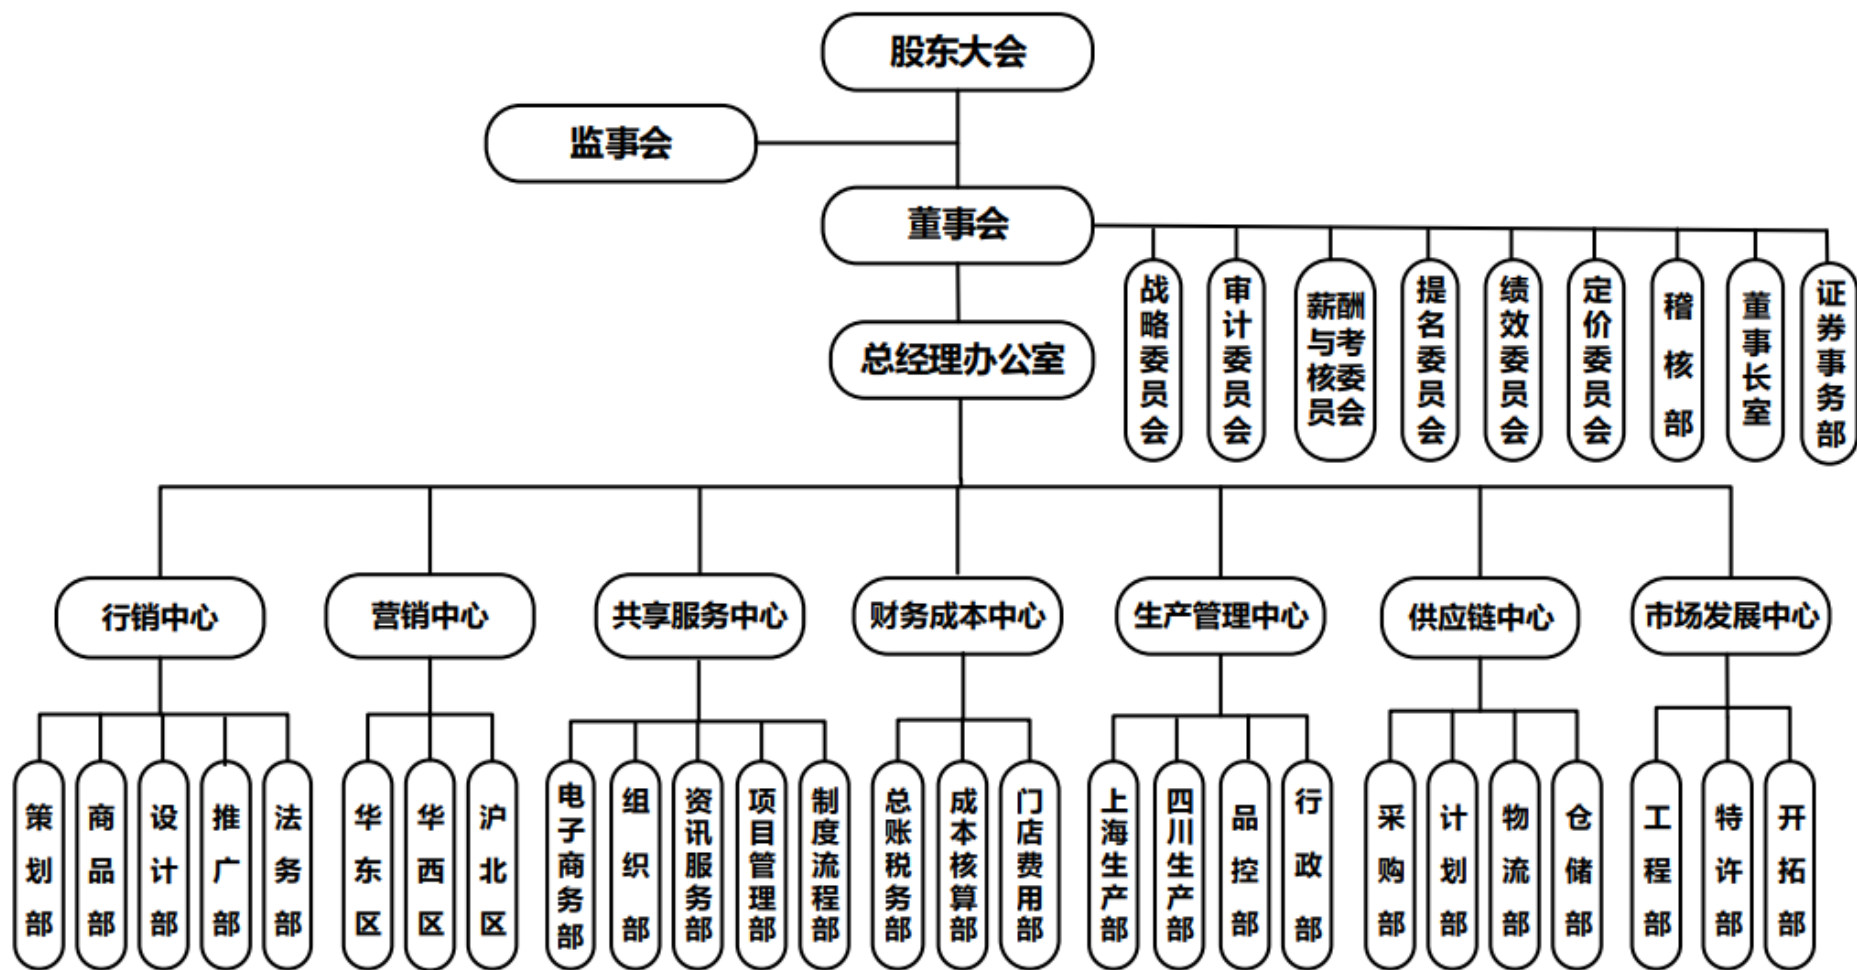 股东大会
监事会
董事会
战略委员会
审计委员会
薪酬与考核委员会
提名委员会
绩效委员会
定价委员会
稽核部
董事长室
证券事务部
总经理办公室
行销中心
营销中心
共享服务中心
财务成本中心
生产管理中心
供应链中心
市场发展中心
策划部
商品部
设计部
推广部
法务部
华东区
华西区
沪北区
电子商务部
组织部
资讯服务部
项目管理部
制度流程部
总账税务部
成本核算部
门店费用部
上海生产部
四川生产部
品控部
行政部
采购部
计划部
物流部
仓储部
工程部
特许部
开拓部